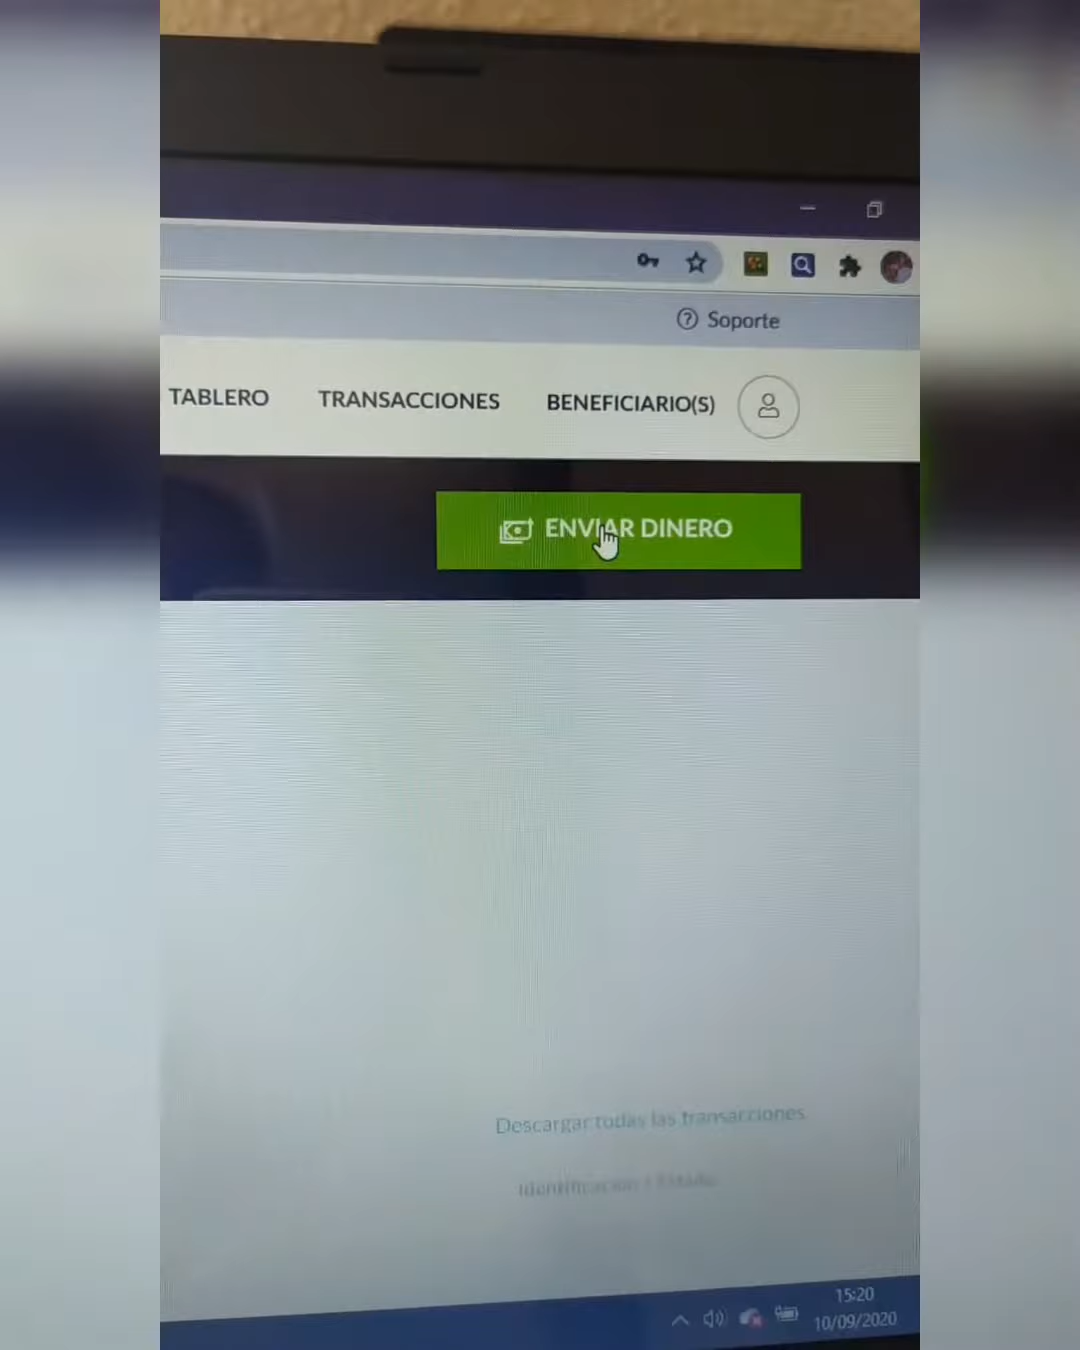 Soporte
TABLERO TRANSACCIONES BENEFICIARIO(S)
ENVIAR DINERO
Descargar todas las transacciones
15:20
10/09/2020